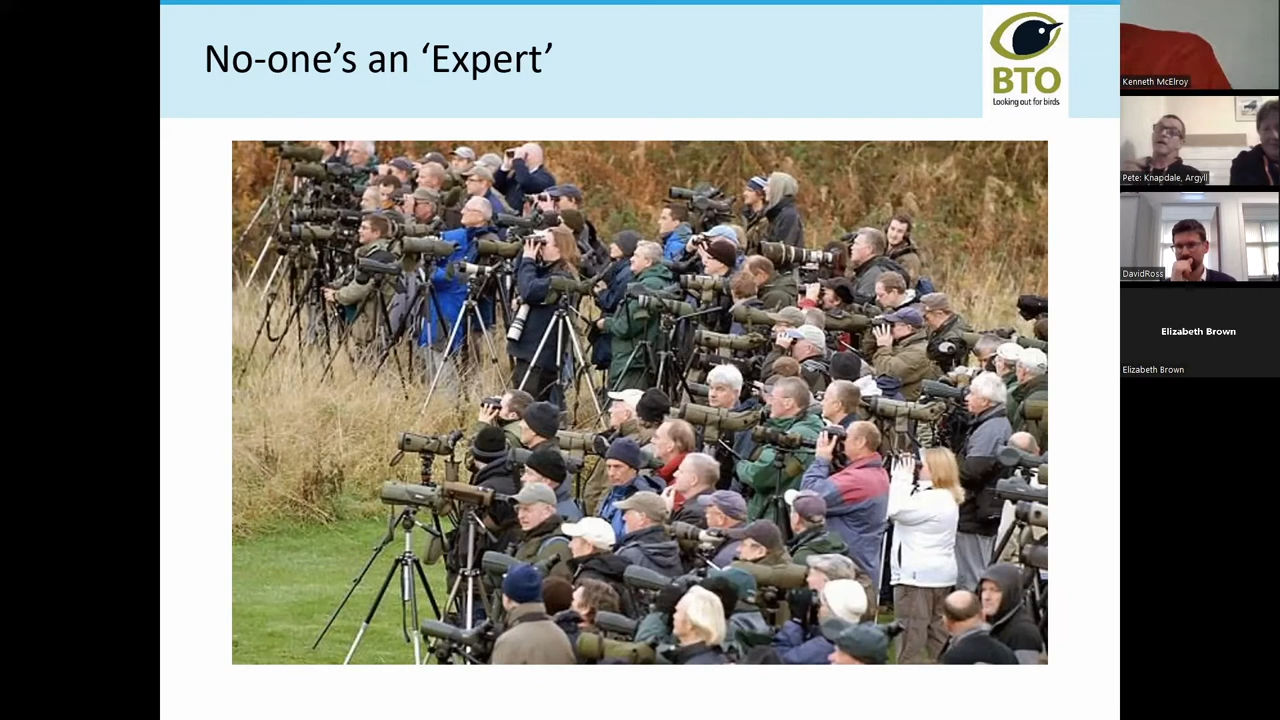 No-one's an 'Expert'
BTO
Looking out for birds
Kenneth McElroy
Pete: Knapdale, Argyll
DavidRoss
Elizabeth Brown
Elizabeth Brown